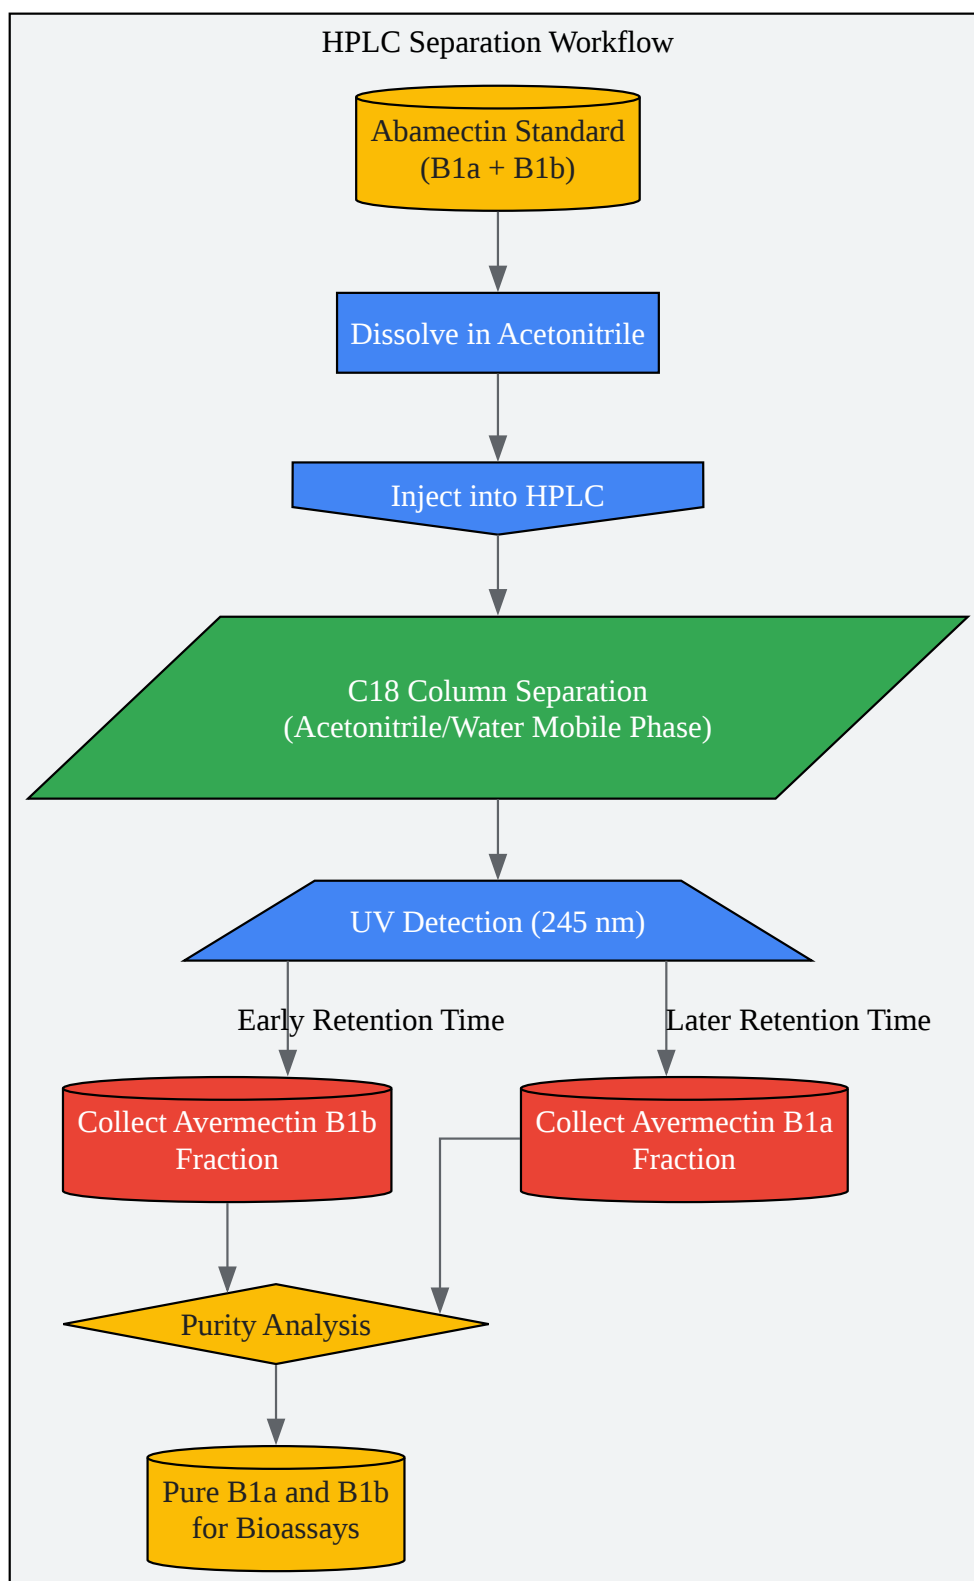 HPLC Separation Workflow
Abamectin Standard
(B1a + B1b)
Dissolve in Acetonitrile
Inject into HPLC
C18 Column Separation
(Acetonitrile/Water Mobile Phase)
UV Detection (245 nm)
Early Retention Time
Later Retention Time
Collect Avermectin B1b
Fraction
Collect Avermectin B1a
Fraction
Purity Analysis
Pure B1a and B1b
for Bioassays